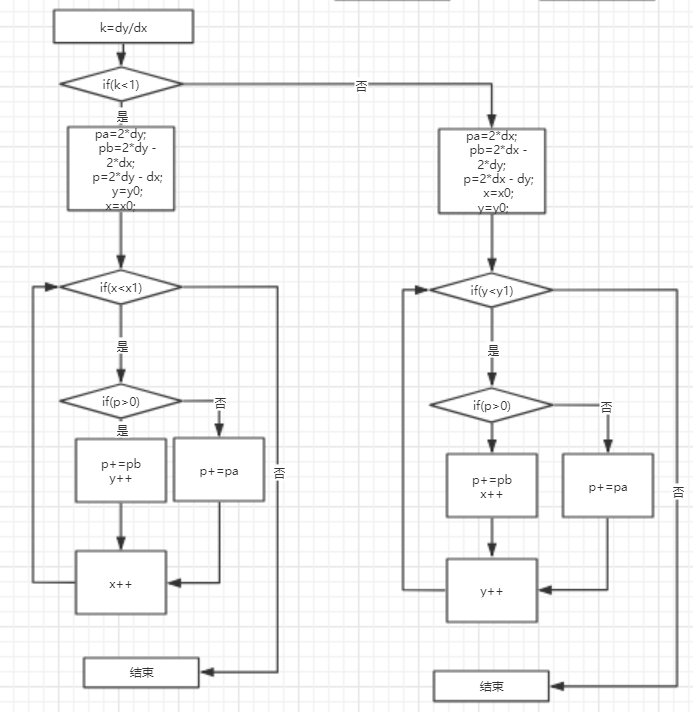 k=dy/dx
if(k<1)
否
是
pa=2*dy;
pb=2*dy -
2*dx;
p=2*dy - dx;
y=y0;
x=x0;
if(x<x1)
是
if(p>0)
否
是
p+=pb
y++
p+=pa
否
x++
结束
pa=2*dx;
pb=2*dx -
2*dy;
p=2*dx - dy;
x=x0;
y=y0;
if(y<y1)
是
if(p>0)
否
p+=pb
x++
p+=pa
否
y++
结束